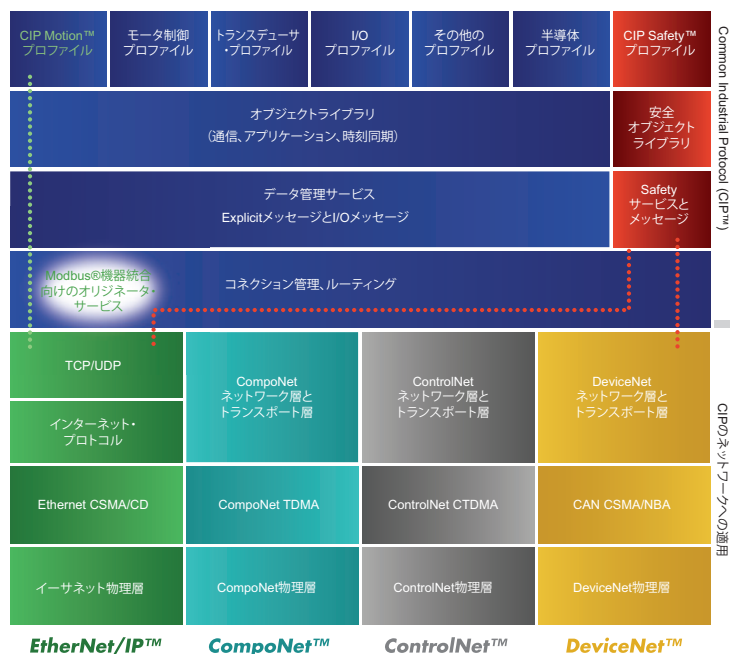 CIP Motion™
プロファイル
モータ制御
プロファイル
トランスデューサ
・プロファイル
I/O
プロファイル
その他の
プロファイル
半導体
プロファイル
CIP Safety™
プロファイル
オブジェクトライブラリ
(通信、アプリケーション、時刻同期)
安全
オブジェクト
ライブラリ
データ管理サービス
ExplicitメッセージとI/Oメッセージ
Safety
サービスと
メッセージ
Modbus®機器統合
向けのオリジネータ・
サービス
コネクション管理、ルーティング
Common Industrial Protocol (CIP™)
TCP/UDP
インターネット・
プロトコル
CompoNet
ネットワーク層と
トランスポート層
ControlNet
ネットワーク層と
トランスポート層
DeviceNet
ネットワーク層と
トランスポート層
Ethernet CSMA/CD
CompoNet TDMA
ControlNet CTDMA
CAN CSMA/NBA
イーサネット物理層
CompoNet物理層
ControlNet物理層
DeviceNet物理層
CIPのネットワークへの適用
EtherNet/IP™
CompoNet™
ControlNet™
DeviceNet™